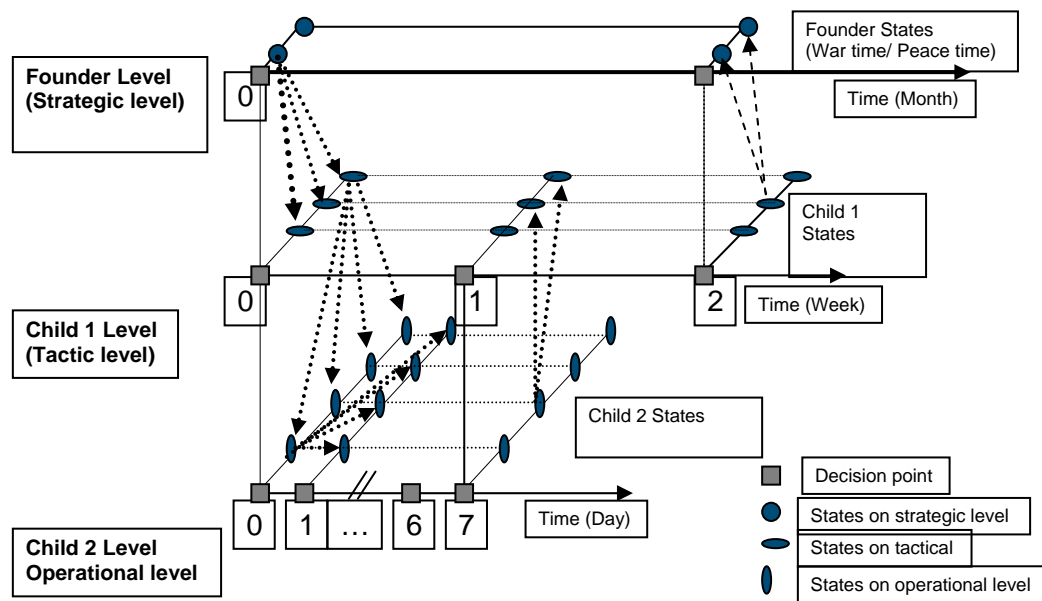 Founder States
(War time/ Peace time)
Founder Level
(Strategic level)
0
Time (Month)
Child 1
States
0
1
2
Time (Week)
Child 1 Level
(Tactic level)
Child 2 States
Decision point
0
1
...
6
7
Time (Day)
States on strategic level
Child 2 Level
Operational level
States on tactical
States on operational level